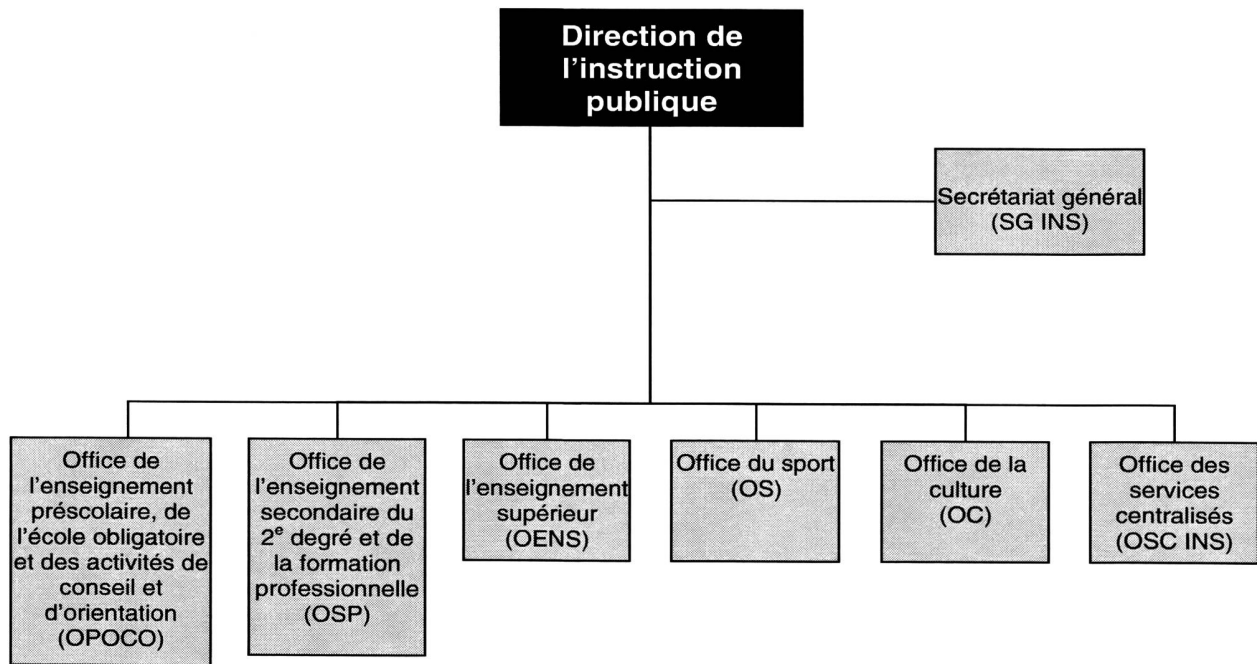 Direction de
l'instruction
publique
Secrétariat général
(SG INS)
Office de
l'enseignement
préscolaire, de
l'école obligatoire
et des activités de
conseil et
d'orientation
(OPOCO)
Office de
l'enseignement
secondaire du
2e degré et de
la formation
professionnelle
(OSP)
Office de
l'enseignement
supérieur
(OENS)
Office du sport
(OS)
Office de la
culture
(OC)
Office des
services
centralisés
(OSC INS)